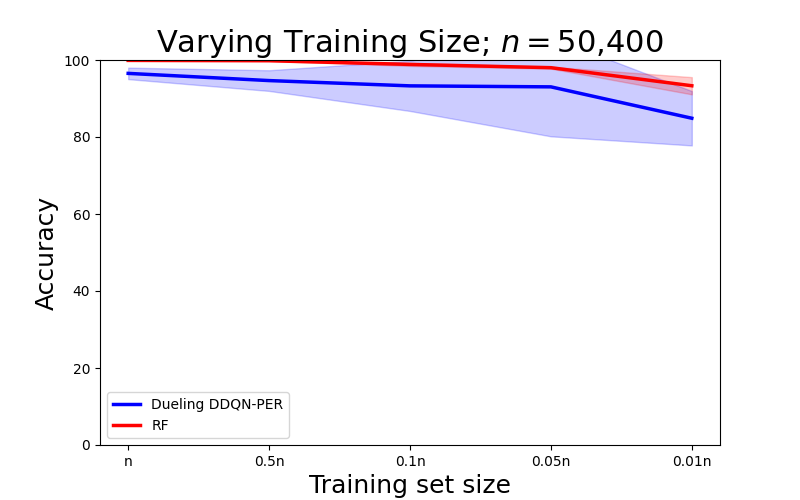 Varying Training Size; n = 50,400
Accuracy
100
80
60
40
20
0
Dueling DDQN-PER
RF
n 0.5n 0.1n 0.05n 0.01n
Training set size